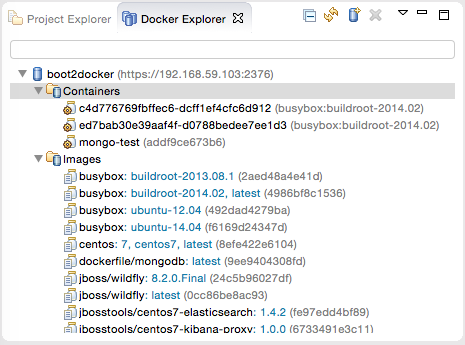 Project Explorer
Docker Explorer
boot2docker (https://192.168.59.103:2376)
Containers
c4d776769fbffec6-dcff1ef4cfc6d912 (busybox:buildroot-2014.02)
ed7bab30e39aaf4f-d0788bedee7ee1d3 (busybox:buildroot-2014.02)
mongo-test (addf9ce673b6)
Images
busybox: buildroot-2013.08.1 (2aed48a4e41d)
busybox: buildroot-2014.02, latest (4986bf8c1536)
busybox: ubuntu-12.04 (492dad4279ba)
busybox: ubuntu-14.04 (f6169d24347d)
centos: 7, centos7, latest (8efe422e6104)
dockerfile/mongodb: latest (9ee9404308fd)
jboss/wildfly: 8.2.0.Final (24c5b96027df)
jboss/wildfly: latest (0cc86be8ac93)
jbosstools/centos7-elasticsearch: 1.4.2 (fe97edd4bf89)
jbosstools/centos7-kibana-proxy: 1.0.0 (6733491e3c11)